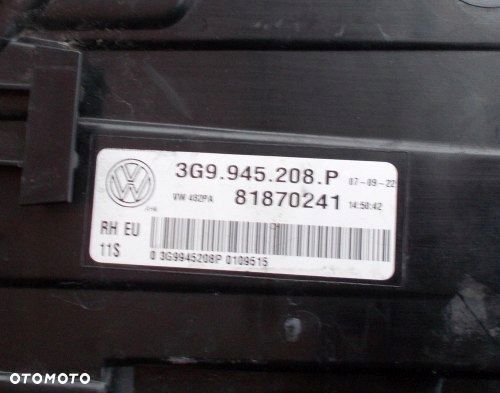 3G9.945.208.P 07-09-22
VW 482PA 81870241 14:50:42
RH EU
11S
0 3G9945208P 0109515
OTOMOTO